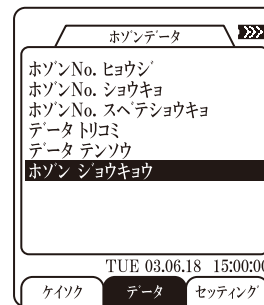 ホゾンデータ
ホゾンNo. ヒョウジ
ホゾンNo. ショウキョ
ホゾンNo. スベテショウキョ
データ トリコミ
データ テンソウ
ホゾン ジョウキョウ
TUE 03.06.18 15:00:00
ケイソク データ セッティング